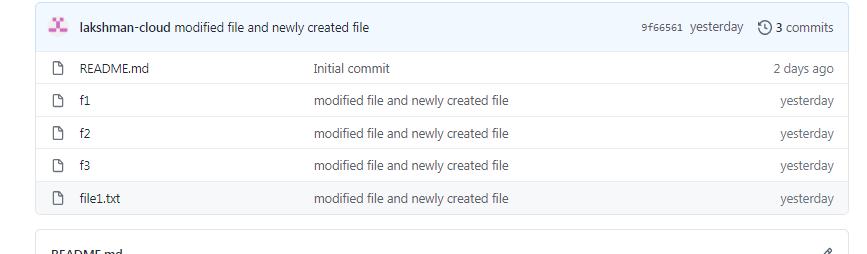 lakshman-cloud modified file and newly created file 9f66561 yesterday 3 commits
README.md Initial commit 2 days ago
f1 modified file and newly created file yesterday
f2 modified file and newly created file yesterday
f3 modified file and newly created file yesterday
file1.txt modified file and newly created file yesterday
README.md